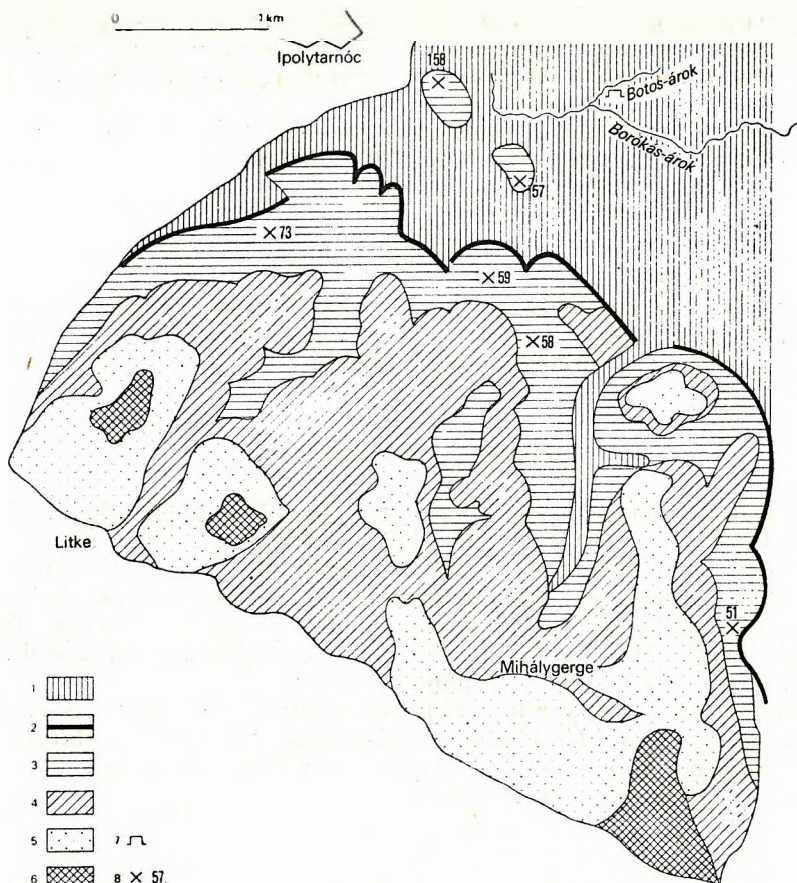 0 1 km
Ipolytarnóc
158
Botos-árok
Borókás-árok
57
73
59
58
Litke
51
Mihálygerge
1
2
3
4
5 7
6 8 × 57.